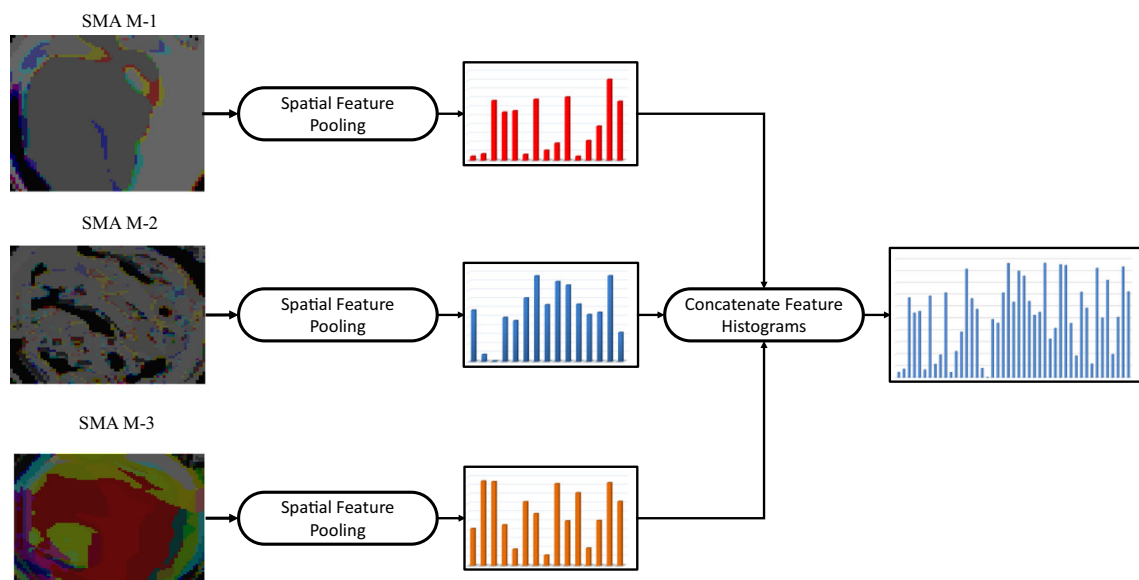 SMA M-1
Spatial Feature
Pooling
SMA M-2
Spatial Feature
Pooling
Concatenate Feature
Histograms
SMA M-3
Spatial Feature
Pooling